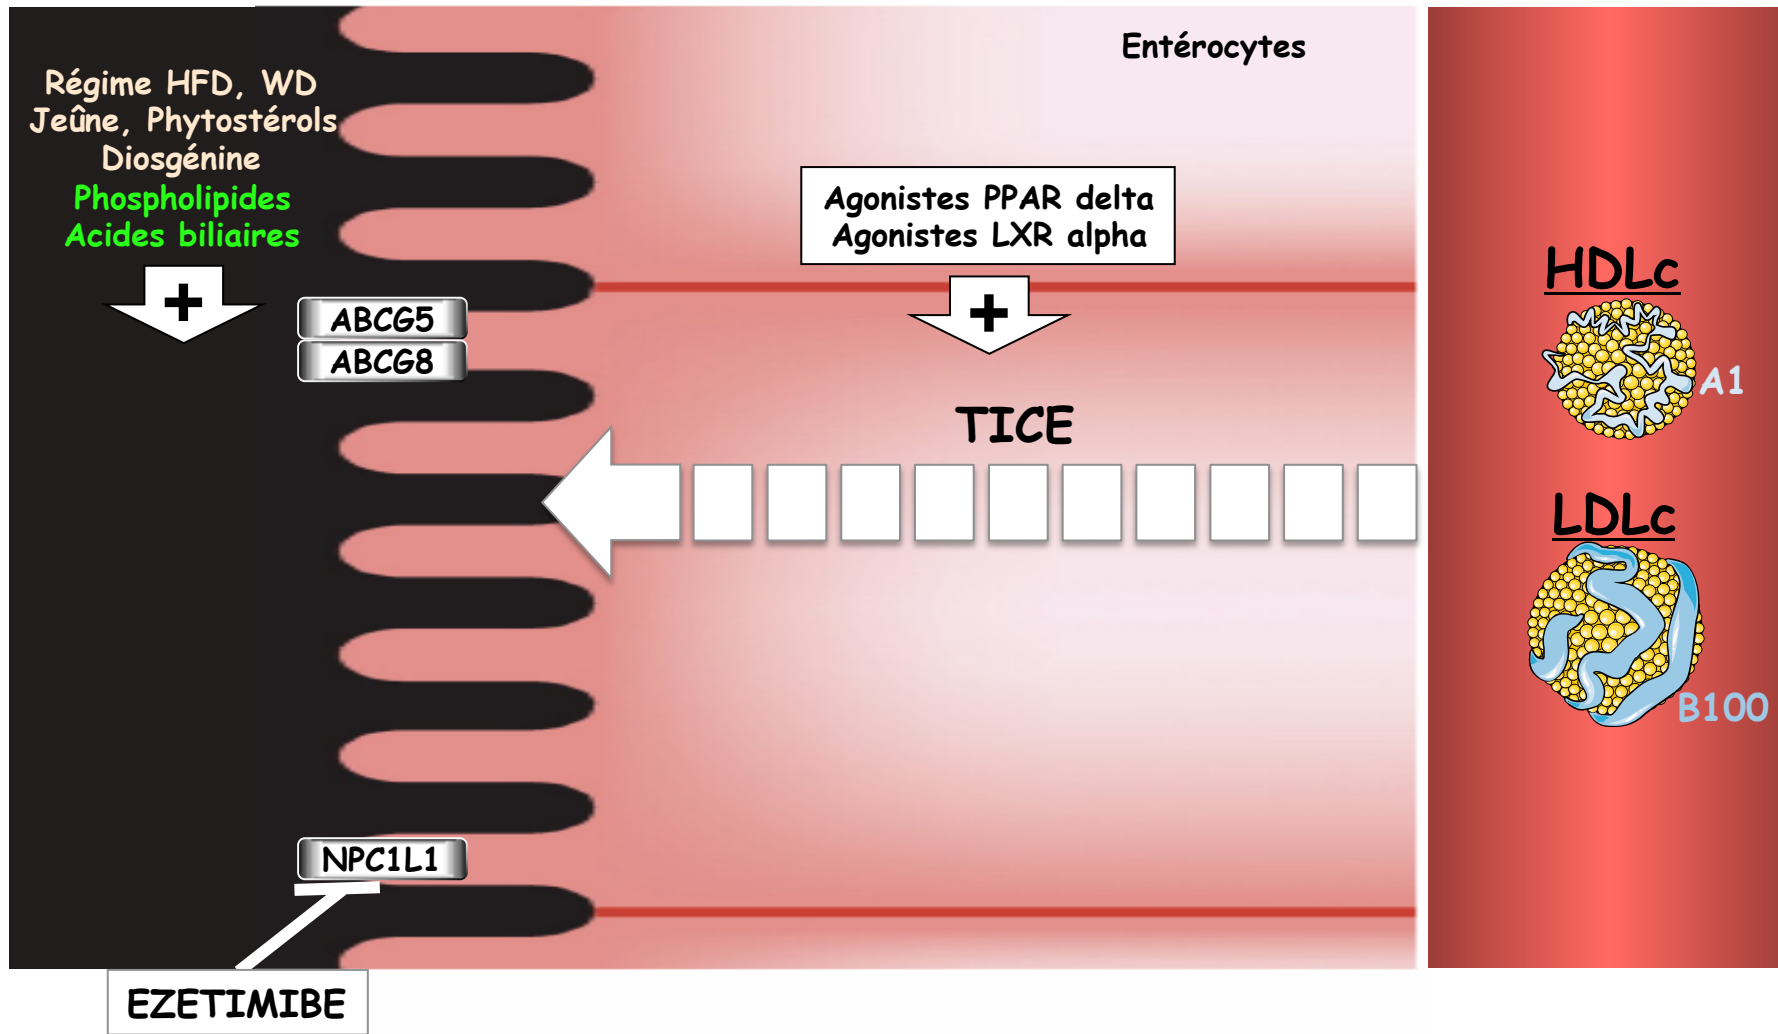 Entérocytes
Régime HFD, WD
Jeûne, Phytostérols
Diosgénine
Phospholipides
Acides biliaires
+
Agonistes PPAR delta
Agonistes LXR alpha
+
ABCG5
ABCG8
TICE
HDLc
A1
LDLc
B100
NPC1L1
EZETIMIBE